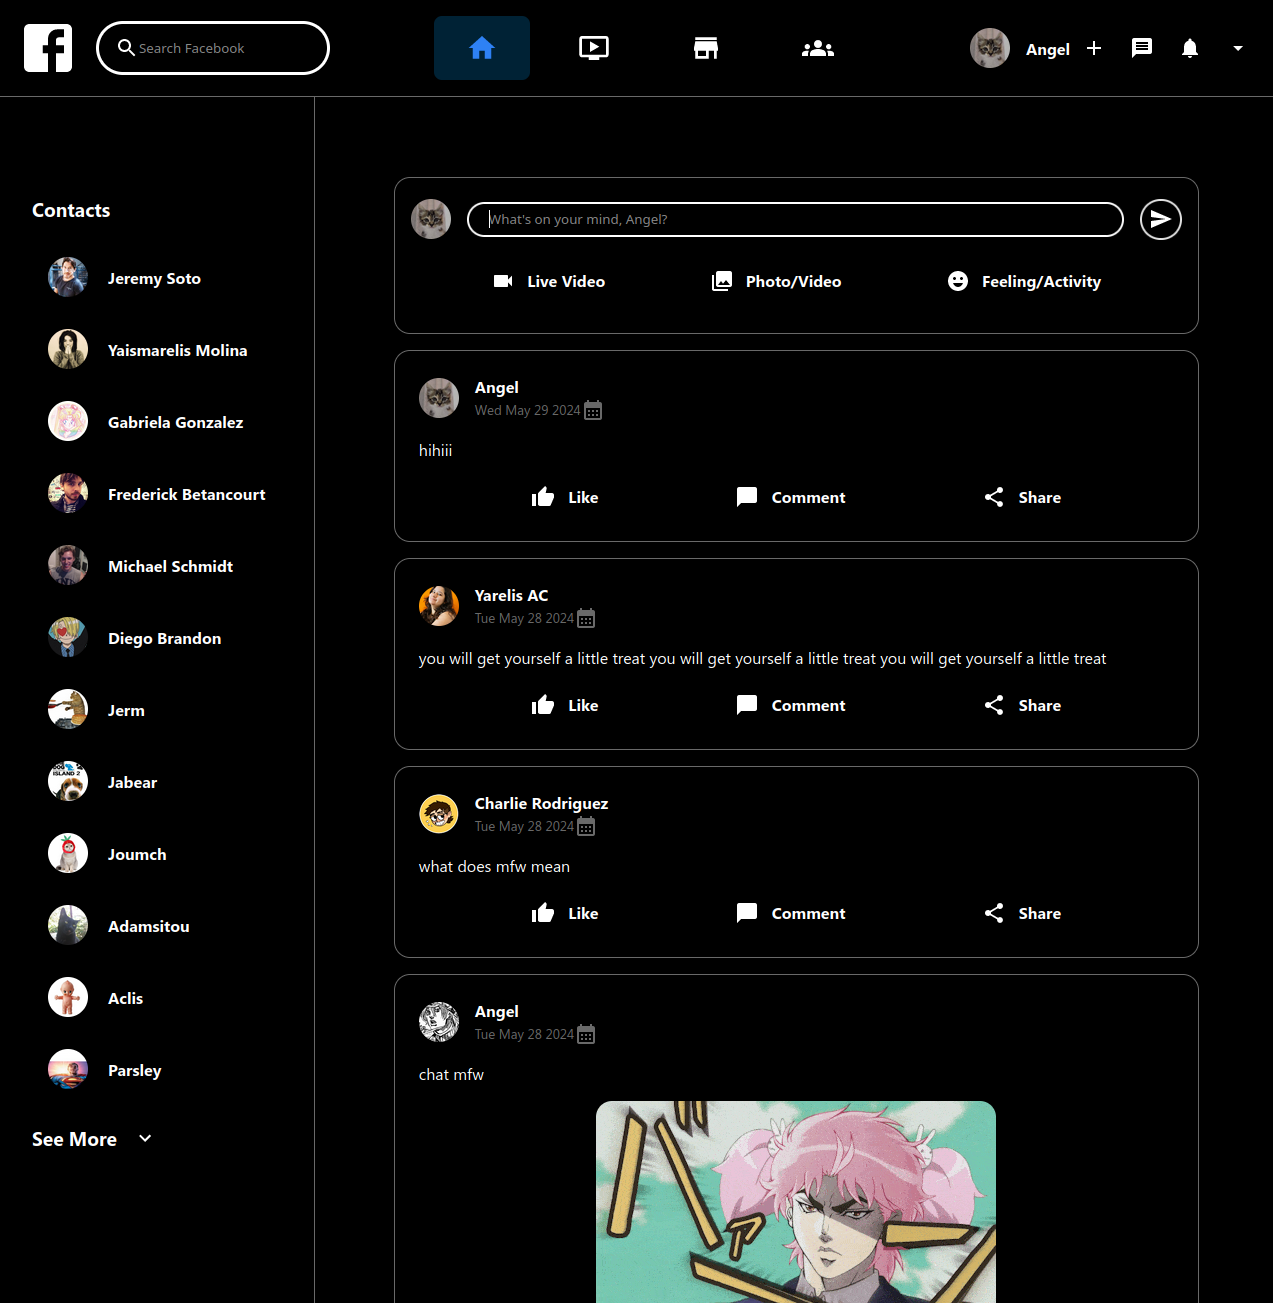 Search Facebook
Angel
Contacts
Jeremy Soto
Yaismarelis Molina
Gabriela Gonzalez
Frederick Betancourt
Michael Schmidt
Diego Brandon
Jerm
Jabear
Joumch
Adamsitou
Aclis
Parsley
See More
What's on your mind, Angel?
Live Video
Photo/Video
Feeling/Activity
Angel
Wed May 29 2024
hihiii
Like
Comment
Share
Yarelis AC
Tue May 28 2024
you will get yourself a little treat you will get yourself a little treat you will get yourself a little treat
Like
Comment
Share
Charlie Rodriguez
Tue May 28 2024
what does mfw mean
Like
Comment
Share
Angel
Tue May 28 2024
chat mfw